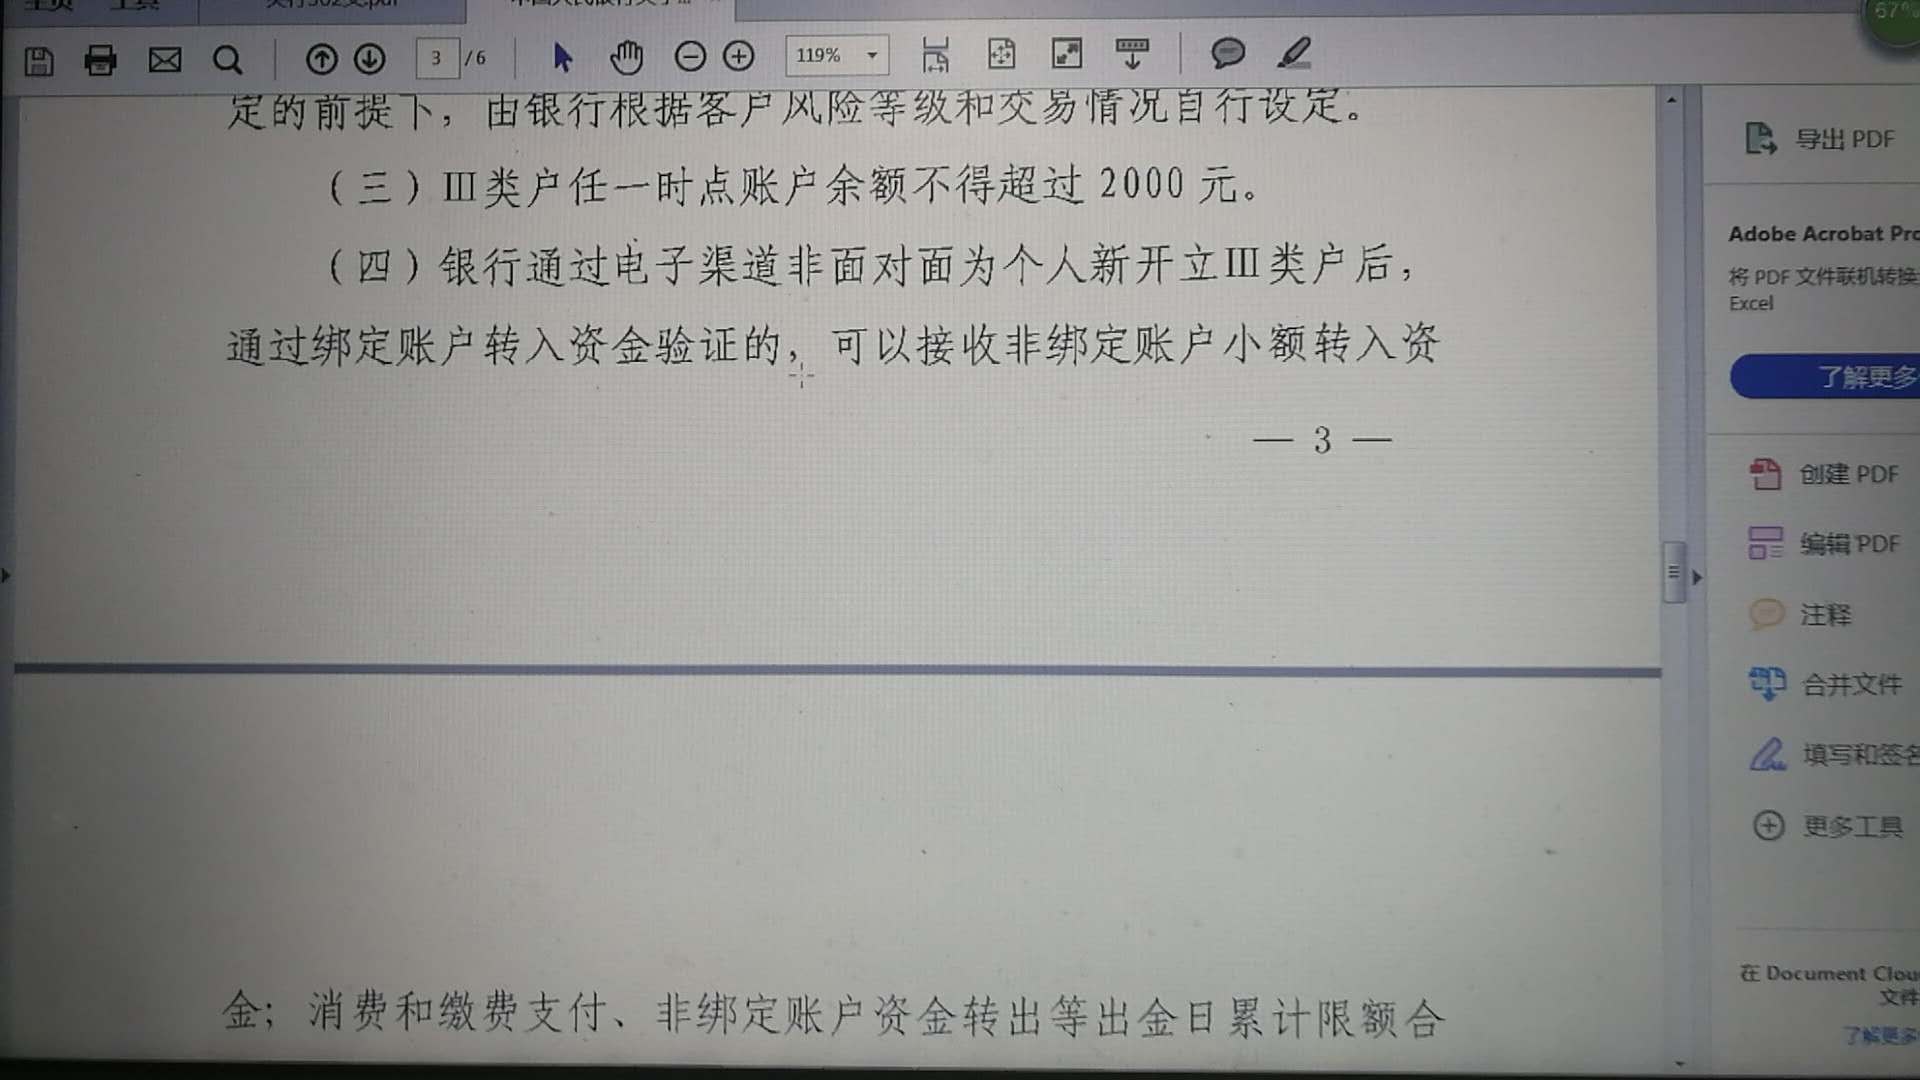 主页 工具
67%
3 / 6
119%
定的前提下，由银行根据客户风险等级和交易情况自行设定。
（三）Ⅲ类户任一时点账户余额不得超过 2000 元。
（四）银行通过电子渠道非面对面为个人新开立Ⅲ类户后，
通过绑定账户转入资金验证的，可以接收非绑定账户小额转入资
— 3 —
金；消费和缴费支付、非绑定账户资金转出等出金日累计限额合
导出 PDF
Adobe Acrobat Pro
将 PDF 文件联机转换
Excel
了解更多
创建 PDF
编辑 PDF
注释
合并文件
填写和签名
更多工具
在 Document Clou
文件
了解更多